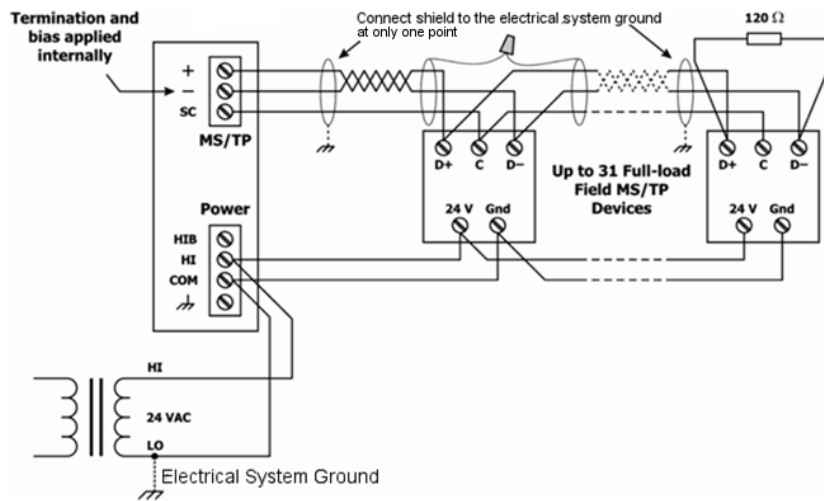 Termination and
bias applied
internally
Connect shield to the electrical system ground
at only one point
120 Ω
+
−
SC
MS/TP
D+ C D−
Up to 31 Full-load
Field MS/TP
Devices
D+ C D−
Power
24 V Gnd
24 V Gnd
HIB
HI
COM
HI
24 VAC
LO
Electrical System Ground